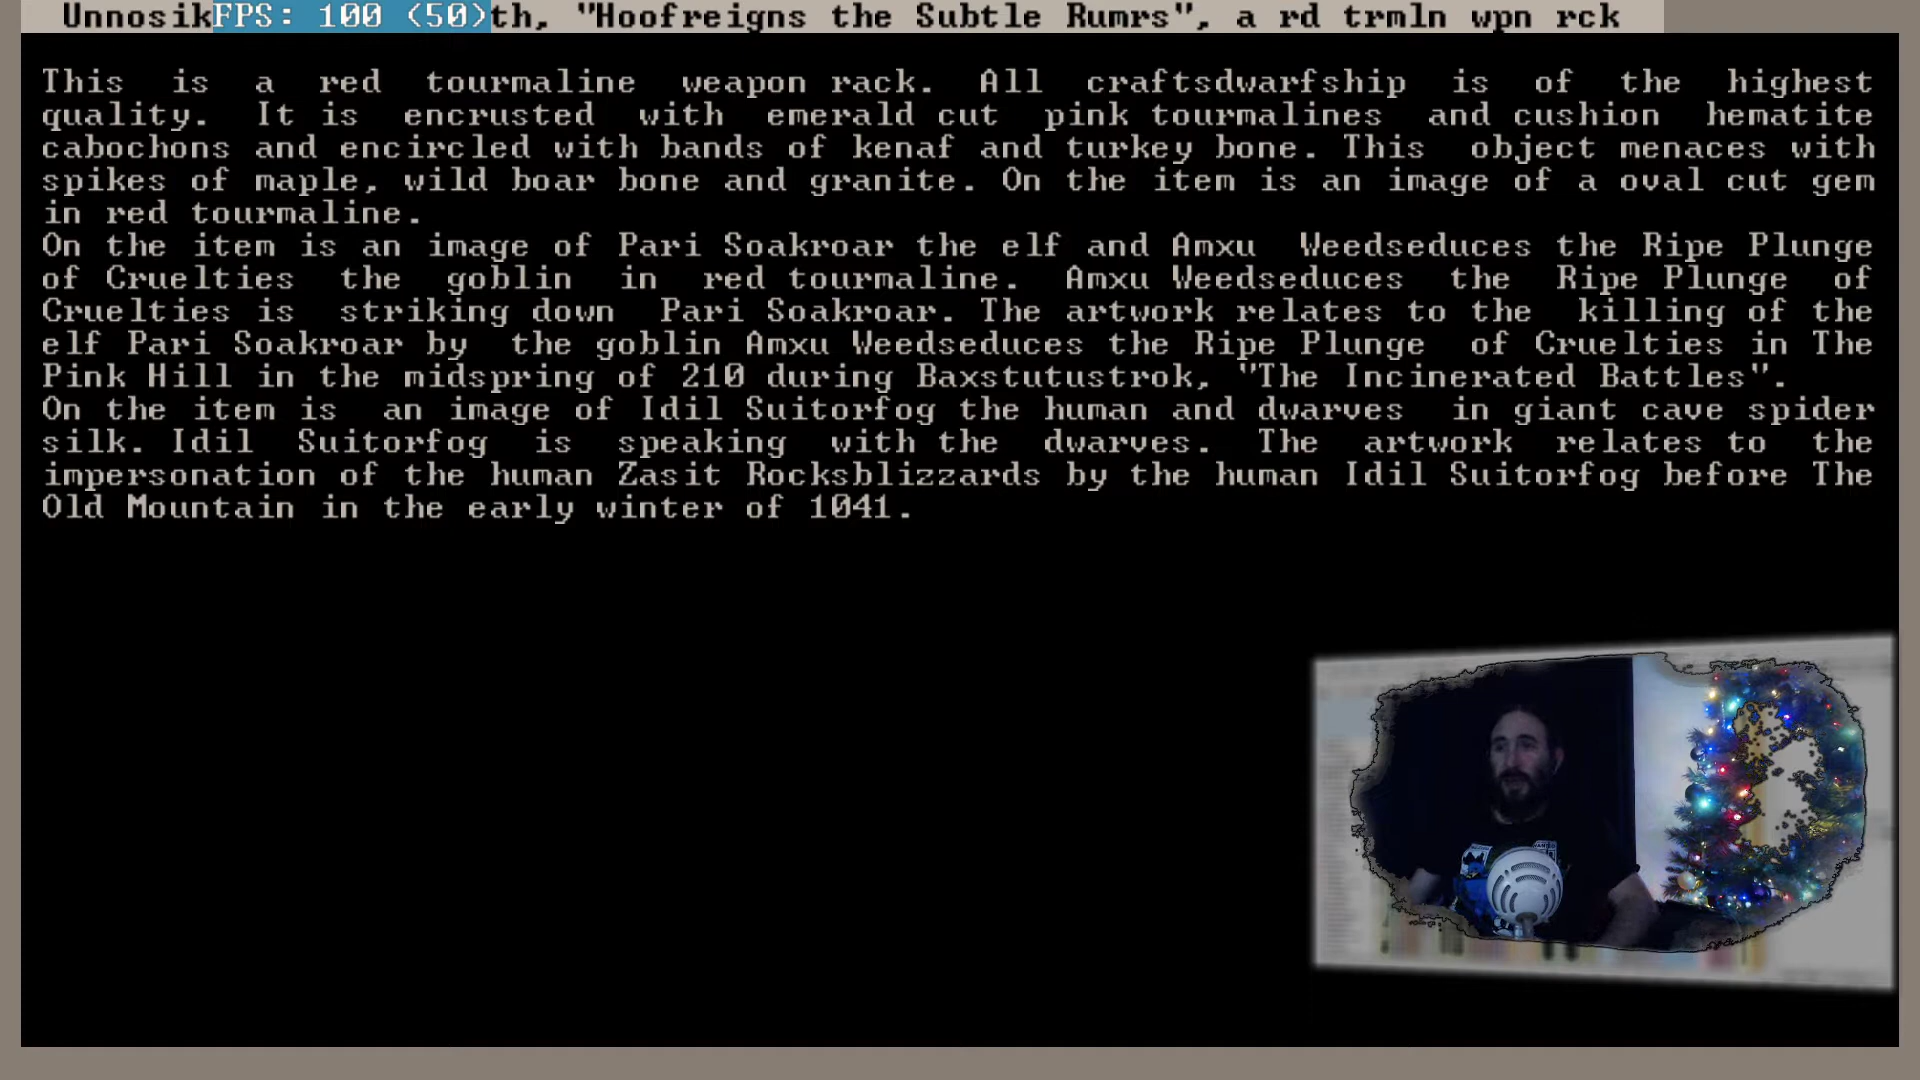 Unnosik FPS: 100 (50) th, "Hoofreigns the Subtle Rumrs", a rd trmln wpn rck
This is a red tourmaline weapon rack. All craftsdwarfship is of the highest
quality. It is encrusted with emerald cut pink tourmalines and cushion hematite
cabochons and encircled with bands of kenaf and turkey bone. This object menaces with
spikes of maple, wild boar bone and granite. On the item is an image of a oval cut gem
in red tourmaline.
On the item is an image of Pari Soakroar the elf and Amxu Weedseduces the Ripe Plunge
of Cruelties the goblin in red tourmaline. Amxu Weedseduces the Ripe Plunge of
Cruelties is striking down Pari Soakroar. The artwork relates to the killing of the
elf Pari Soakroar by the goblin Amxu Weedseduces the Ripe Plunge of Cruelties in The
Pink Hill in the midspring of 210 during Baxstutustrok, "The Incinerated Battles".
On the item is an image of Idil Suitorfog the human and dwarves in giant cave spider
silk. Idil Suitorfog is speaking with the dwarves. The artwork relates to the
impersonation of the human Zasit Rocksblizzards by the human Idil Suitorfog before The
Old Mountain in the early winter of 1041.